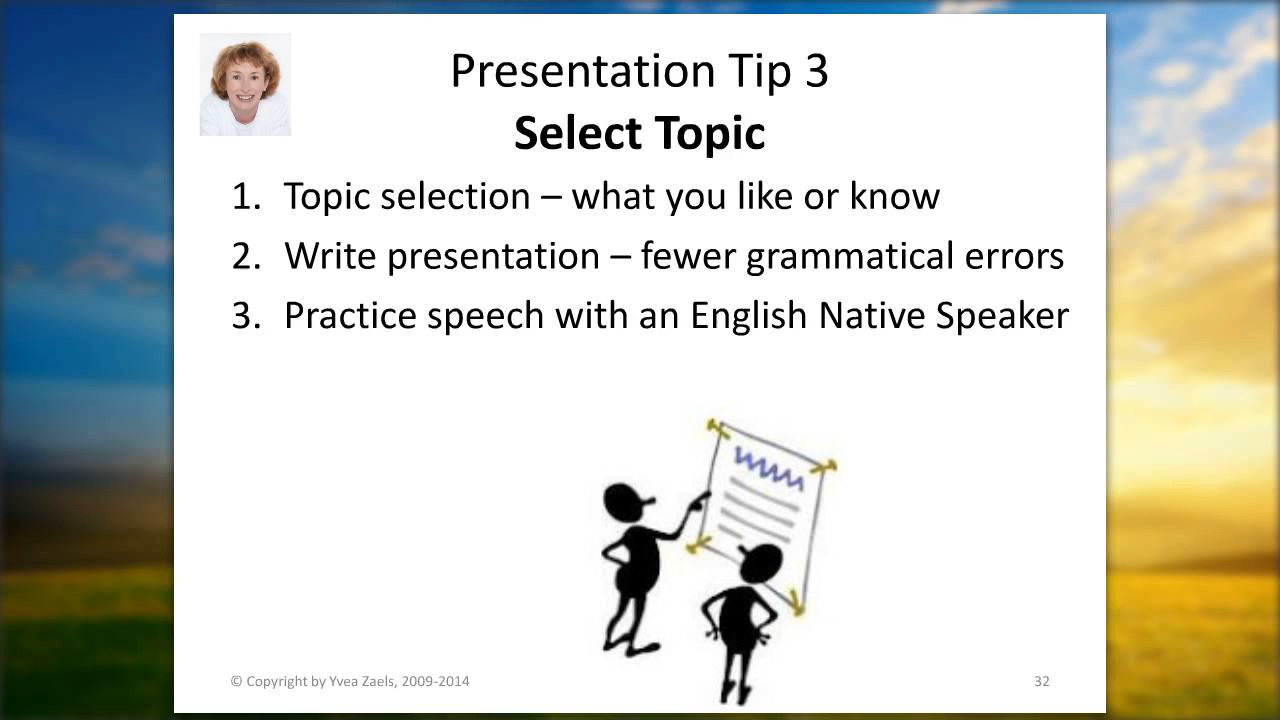 Presentation Tip 3
Select Topic
1. Topic selection – what you like or know
2. Write presentation – fewer grammatical errors
3. Practice speech with an English Native Speaker
© Copyright by Yvea Zaels, 2009-2014
32